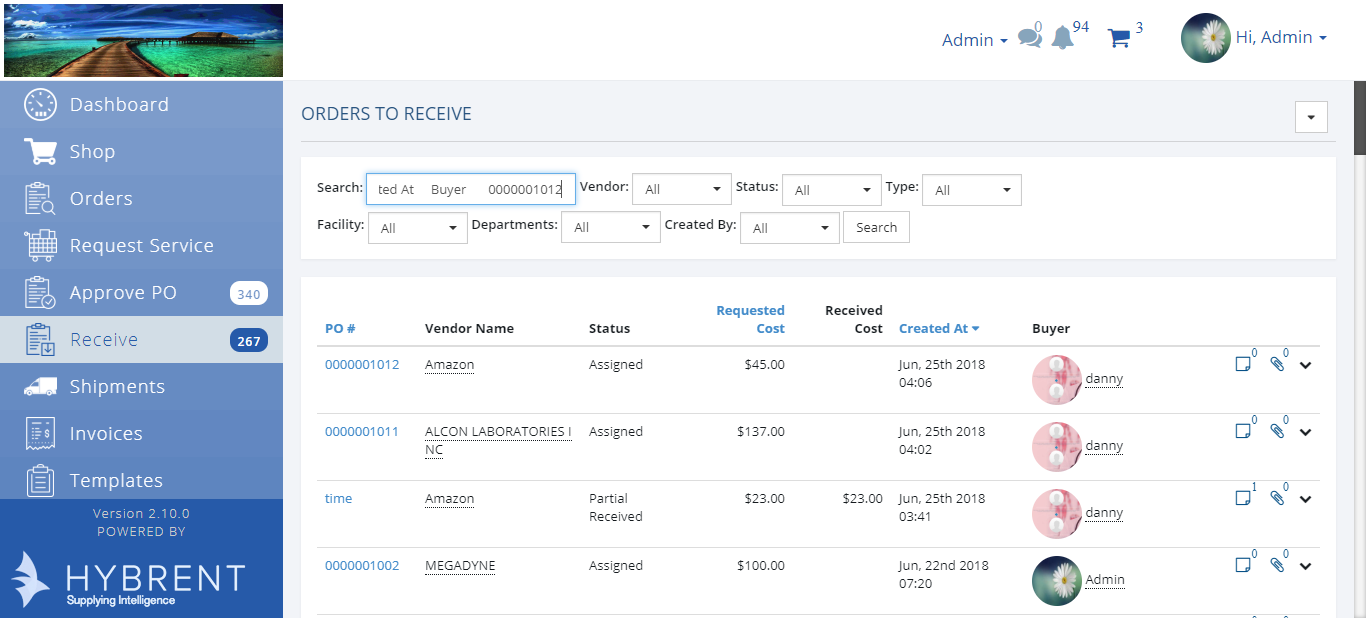 Admin 0 94 3 Hi, Admin
Dashboard
Shop
Orders
Request Service
Approve PO 340
Receive 267
Shipments
Invoices
Templates
Version 2.10.0
POWERED BY
HYBRENT
Supplying Intelligence
ORDERS TO RECEIVE
Search: ted At Buyer 0000001012 Vendor: All Status: All Type: All
Facility: All Departments: All Created By: All Search
PO # Vendor Name Status Requested Cost Received Cost Created At Buyer
0000001012 Amazon Assigned $45.00 Jun, 25th 2018 danny 0 0
04:06
0000001011 ALCON LABORATORIES I Assigned $137.00 Jun, 25th 2018 danny 0 0
NC 04:02
time Amazon Partial $23.00 $23.00 Jun, 25th 2018 danny 1 0
Received 03:41
0000001002 MEGADYNE Assigned $100.00 Jun, 22nd 2018 Admin 0 0
07:20